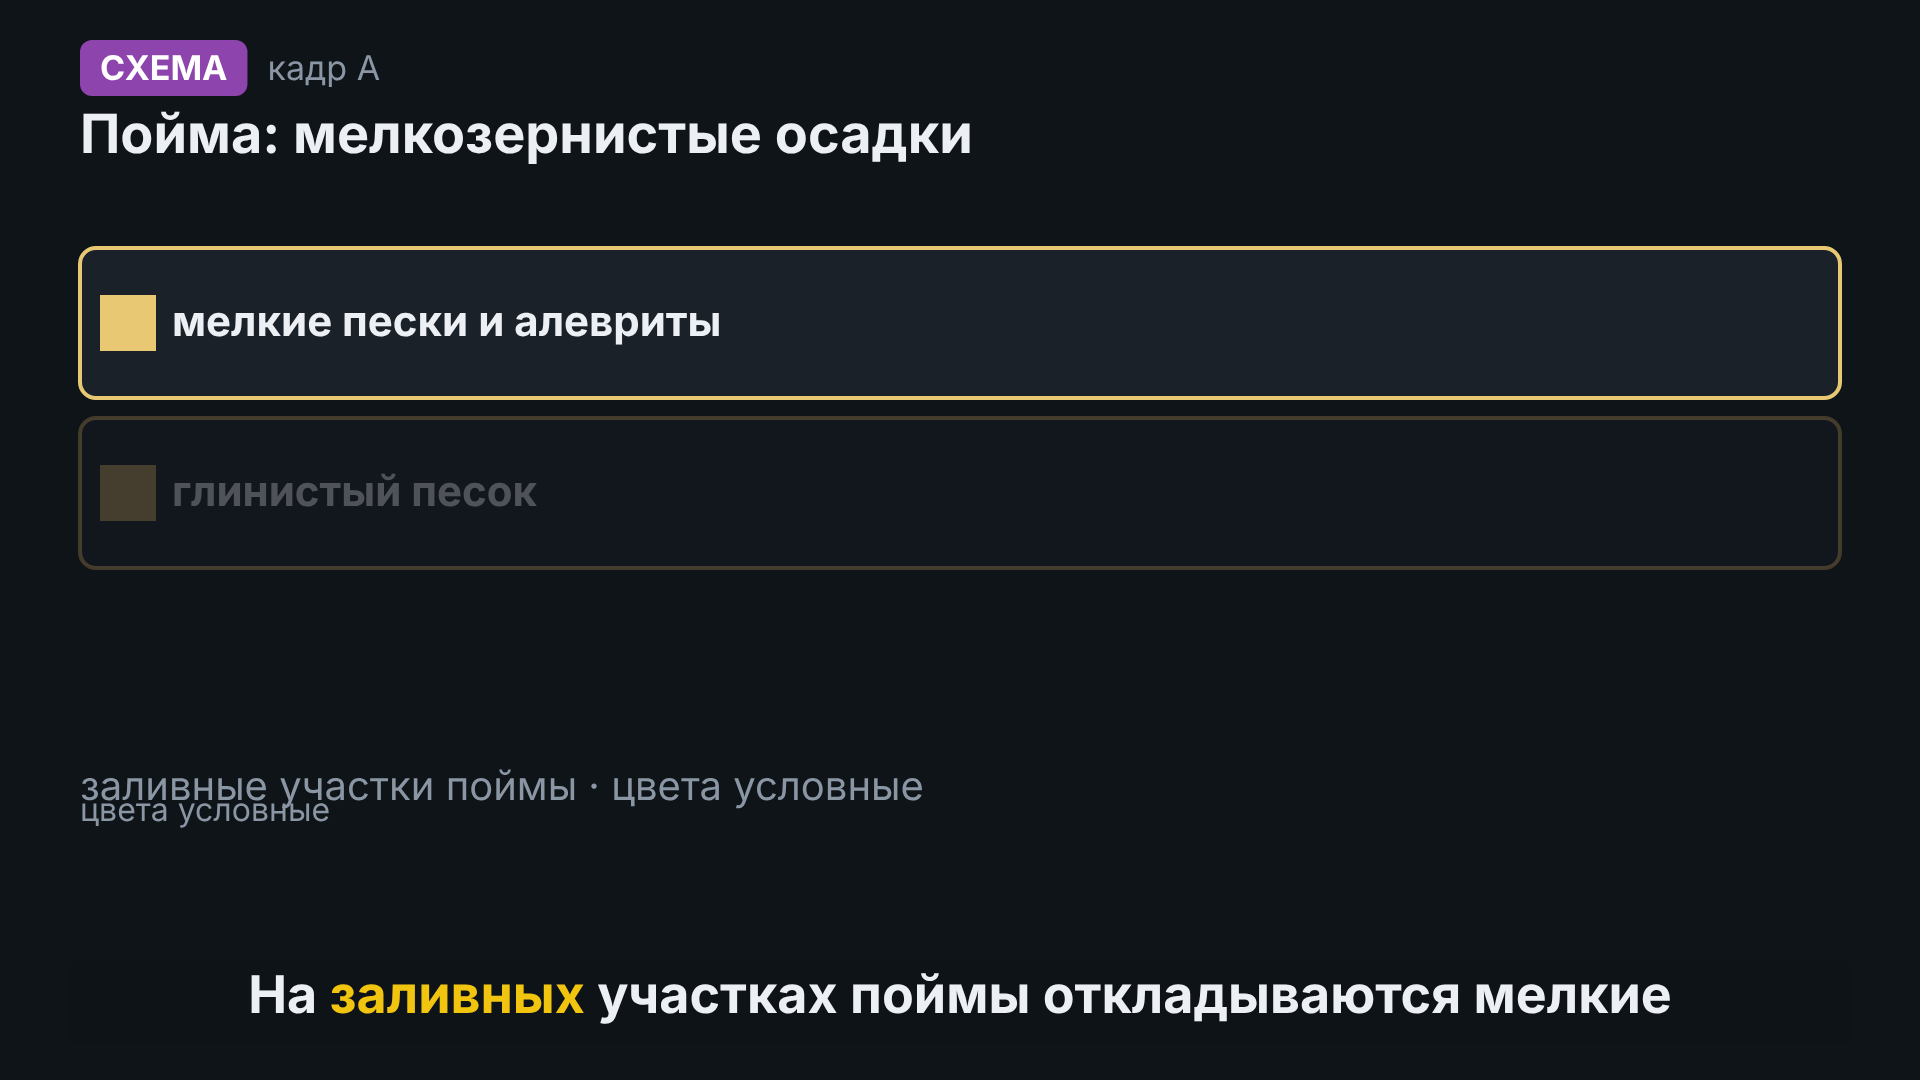 СХЕМА кадр А
Пойма: мелкозернистые осадки
мелкие пески и алевриты
глинистый песок
заливные участки поймы · цвета условные
цвета условные
На заливных участках поймы откладываются мелкие